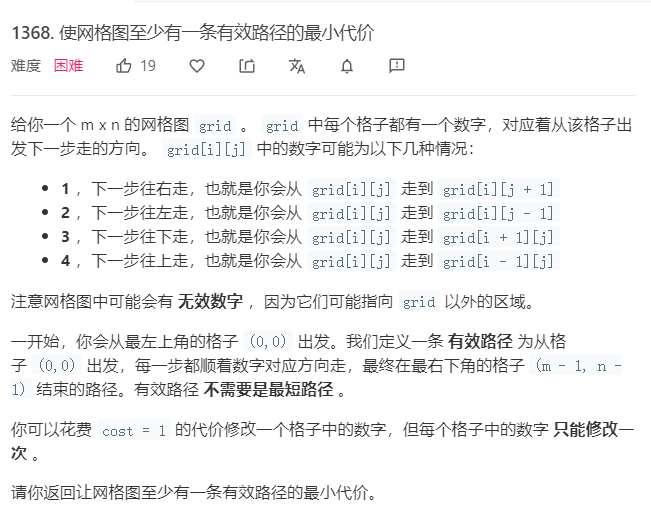 1368. 使网格图至少有一条有效路径的最小代价
难度 困难 19
给你一个 m x n 的网格图 grid 。 grid 中每个格子都有一个数字，对应着从该格子出
发下一步走的方向。 grid[i][j] 中的数字可能为以下几种情况：
• 1 ，下一步往右走，也就是你会从 grid[i][j] 走到 grid[i][j + 1]
• 2 ，下一步往左走，也就是你会从 grid[i][j] 走到 grid[i][j - 1]
• 3 ，下一步往下走，也就是你会从 grid[i][j] 走到 grid[i + 1][j]
• 4 ，下一步往上走，也就是你会从 grid[i][j] 走到 grid[i - 1][j]
注意网格图中可能会有 无效数字 ，因为它们可能指向 grid 以外的区域。
一开始，你会从最左上角的格子 (0,0) 出发。我们定义一条 有效路径 为从格
子 (0,0) 出发，每一步都顺着数字对应方向走，最终在最右下角的格子 (m - 1, n -
1) 结束的路径。有效路径 不需要是最短路径 。
你可以花费 cost = 1 的代价修改一个格子中的数字，但每个格子中的数字 只能修改一
次 。
请你返回让网格图至少有一条有效路径的最小代价。